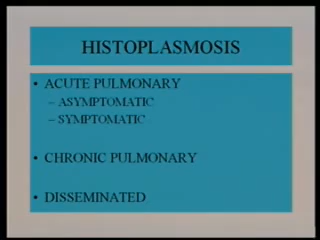 HISTOPLASMOSIS
• ACUTE PULMONARY
– ASYMPTOMATIC
– SYMPTOMATIC
• CHRONIC PULMONARY
• DISSEMINATED